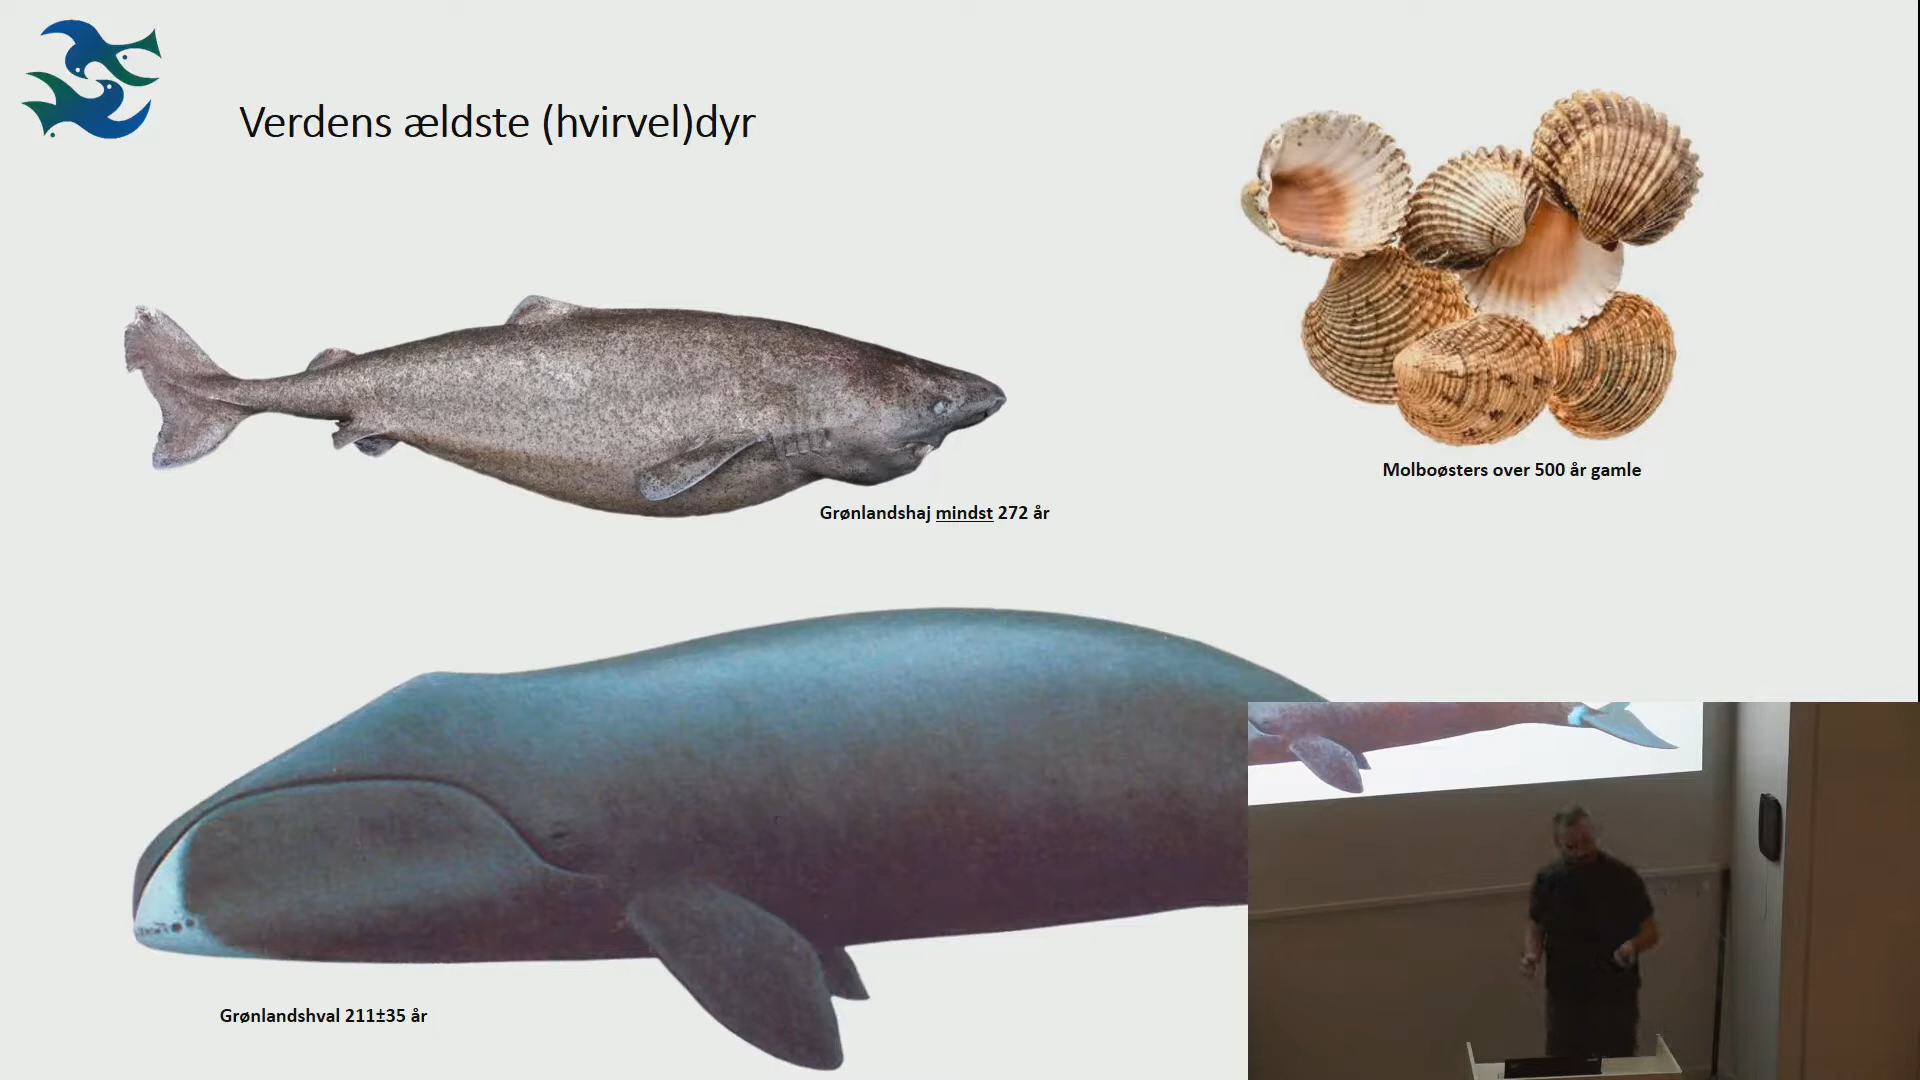 Verdens ældste (hvirvel)dyr
Molboøsters over 500 år gamle
Grønlandshaj mindst 272 år
Grønlandshval 211±35 år